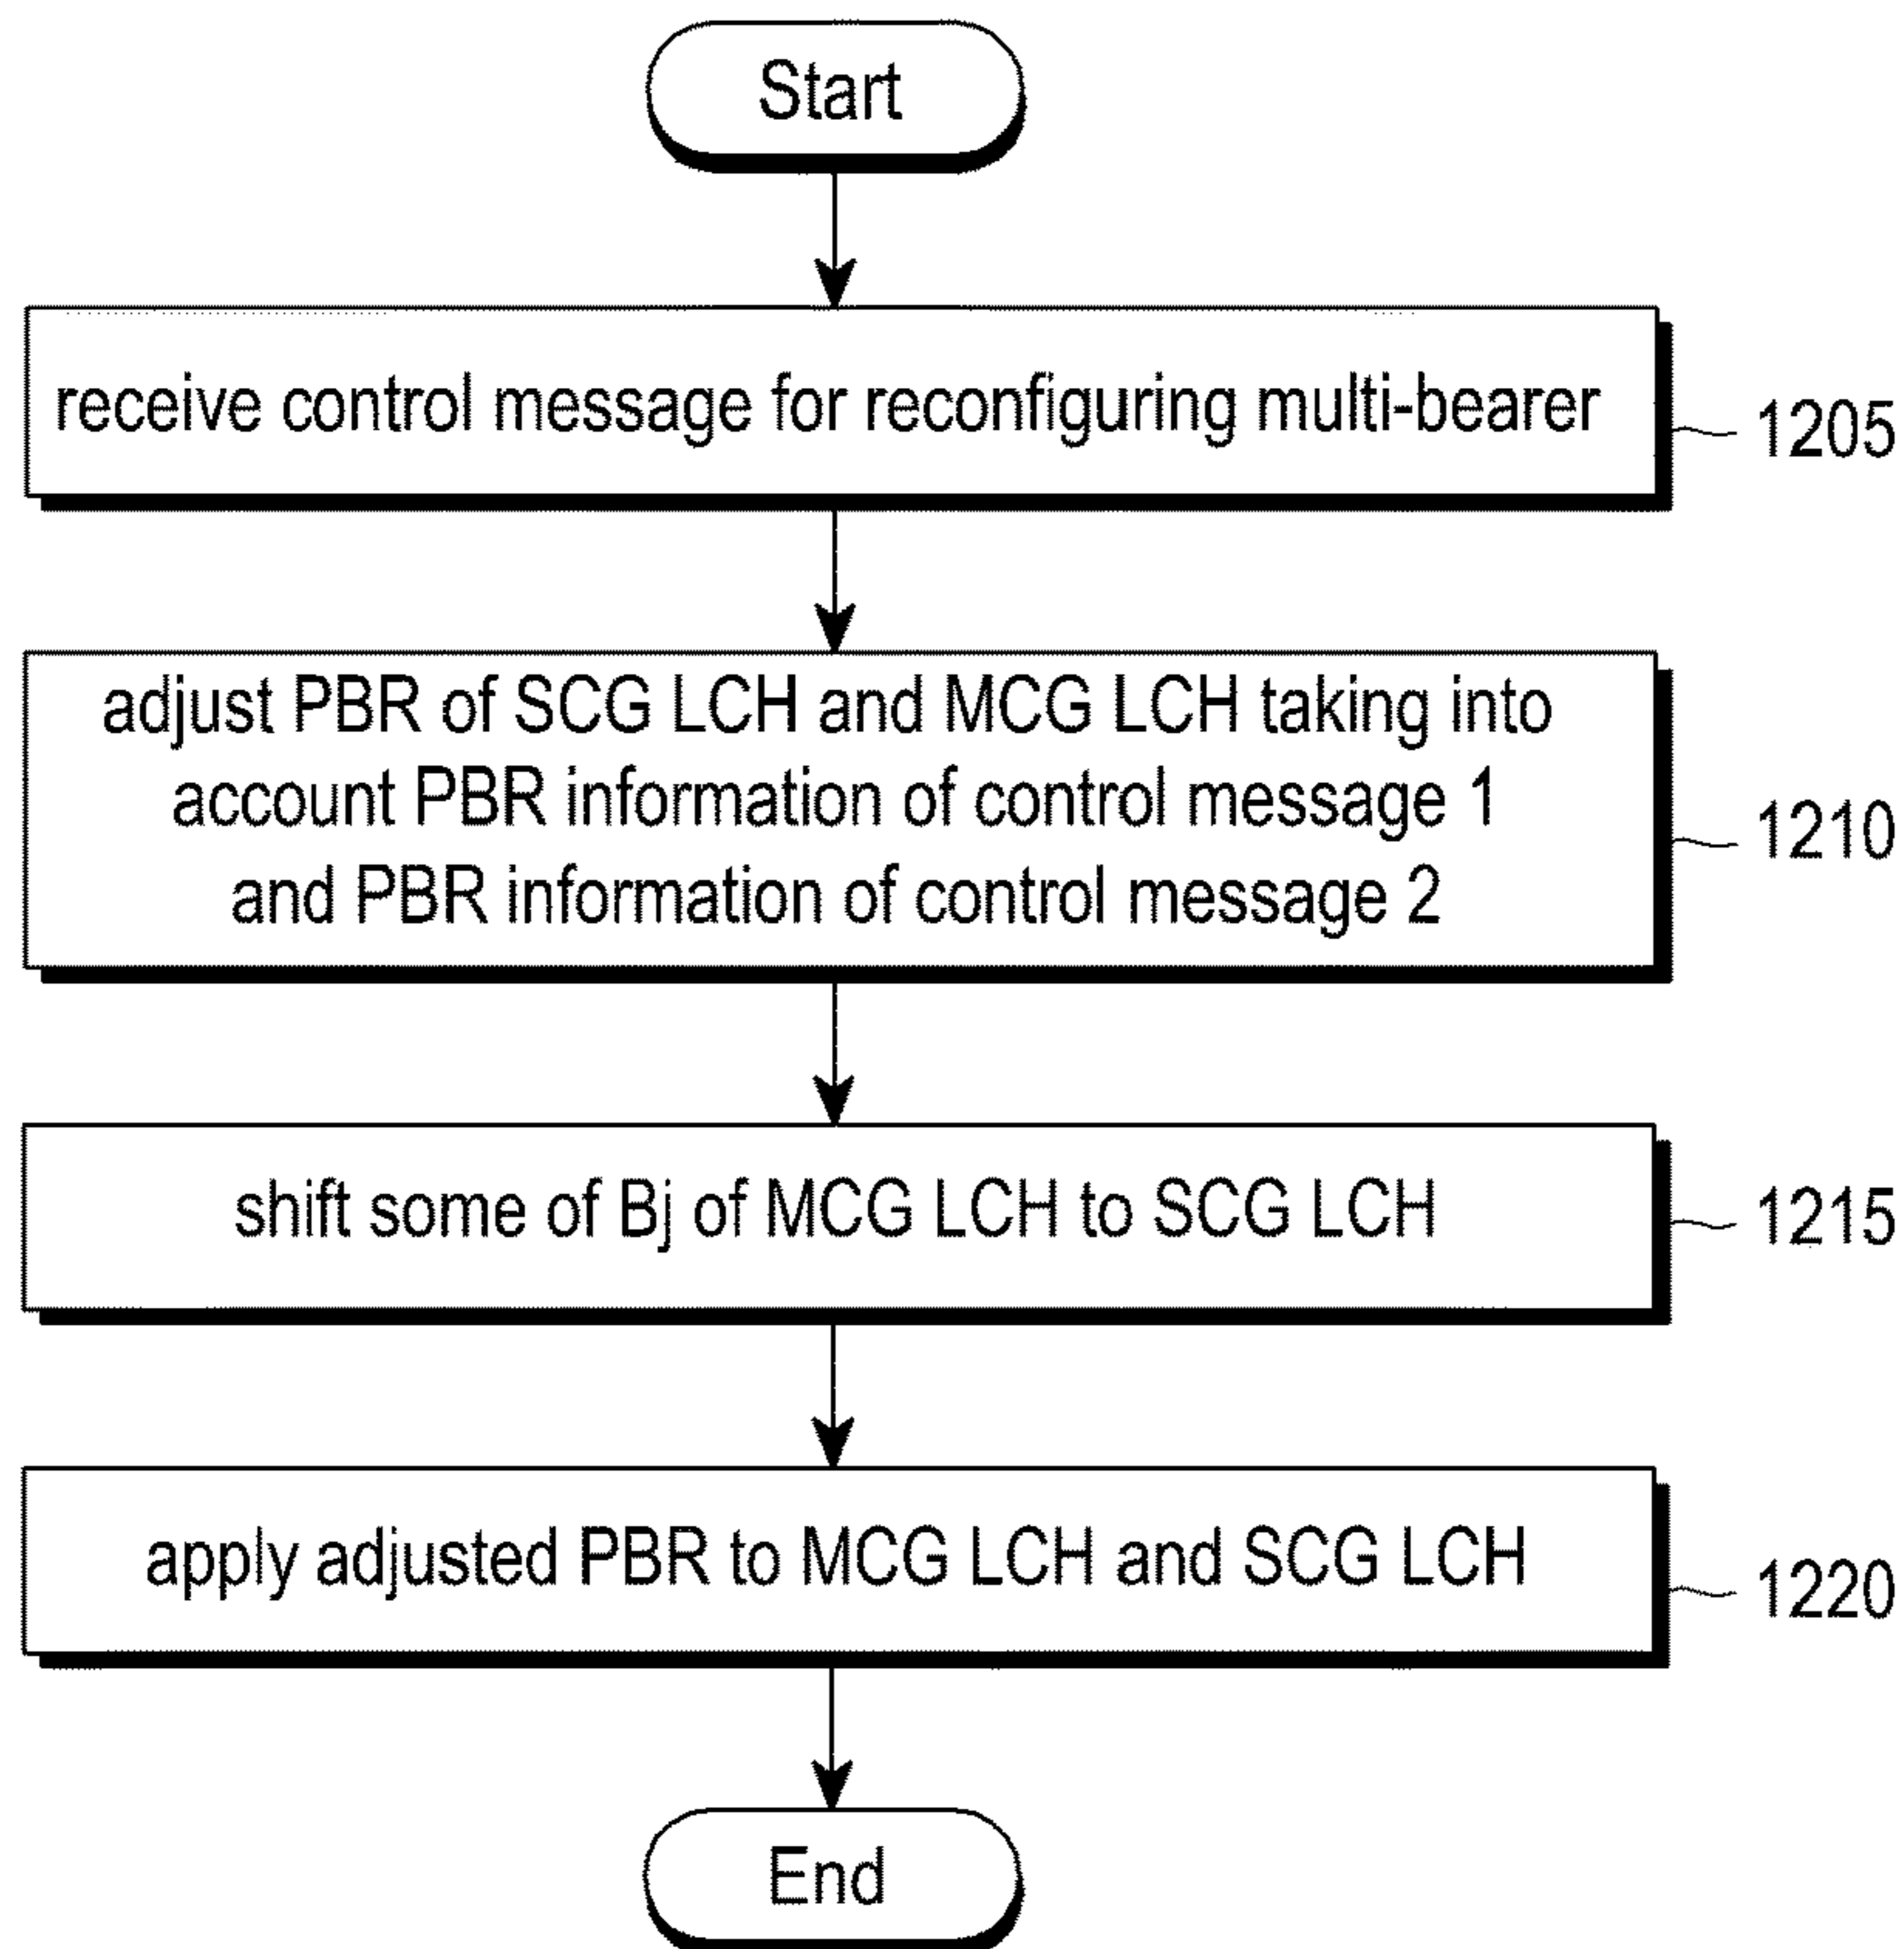 Start
receive control message for reconfiguring multi-bearer
1205
adjust PBR of SCG LCH and MCG LCH taking into
account PBR information of control message 1
and PBR information of control message 2
1210
shift some of Bj of MCG LCH to SCG LCH
1215
apply adjusted PBR to MCG LCH and SCG LCH
1220
End